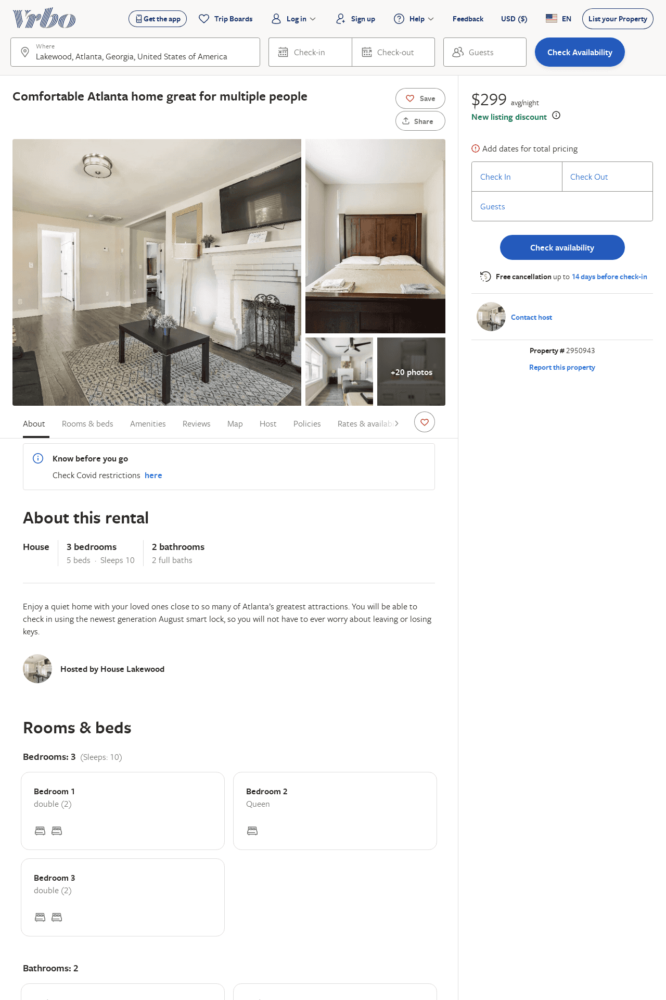 Vrbo
Get the app
Trip Boards
Log in
Sign up
Help
Feedback
USD ($)
EN
List your Property
Where
Lakewood, Atlanta, Georgia, United States of America
Check-in
Check-out
Guests
Check Availability
Comfortable Atlanta home great for multiple people
Save
Share
$299 avg/night
New listing discount
Add dates for total pricing
Check In
Check Out
Guests
Check availability
Free cancellation up to 14 days before check-in
Contact host
Property # 2950943
Report this property
+20 photos
About
Rooms & beds
Amenities
Reviews
Map
Host
Policies
Rates & availabi
Know before you go
Check Covid restrictions here
About this rental
House
3 bedrooms
5 beds · Sleeps 10
2 bathrooms
2 full baths
Enjoy a quiet home with your loved ones close to so many of Atlanta’s greatest attractions. You will be able to
check in using the newest generation August smart lock, so you will not have to ever worry about leaving or losing
keys.
Hosted by House Lakewood
Rooms & beds
Bedrooms: 3 (Sleeps: 10)
Bedroom 1
double (2)
Bedroom 2
Queen
Bedroom 3
double (2)
Bathrooms: 2